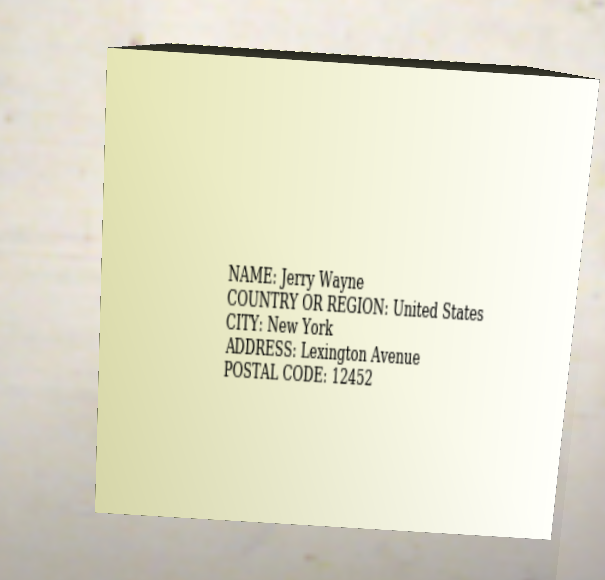 NAME: Jerry Wayne
COUNTRY OR REGION: United States
CITY: New York
ADDRESS: Lexington Avenue
POSTAL CODE: 12452